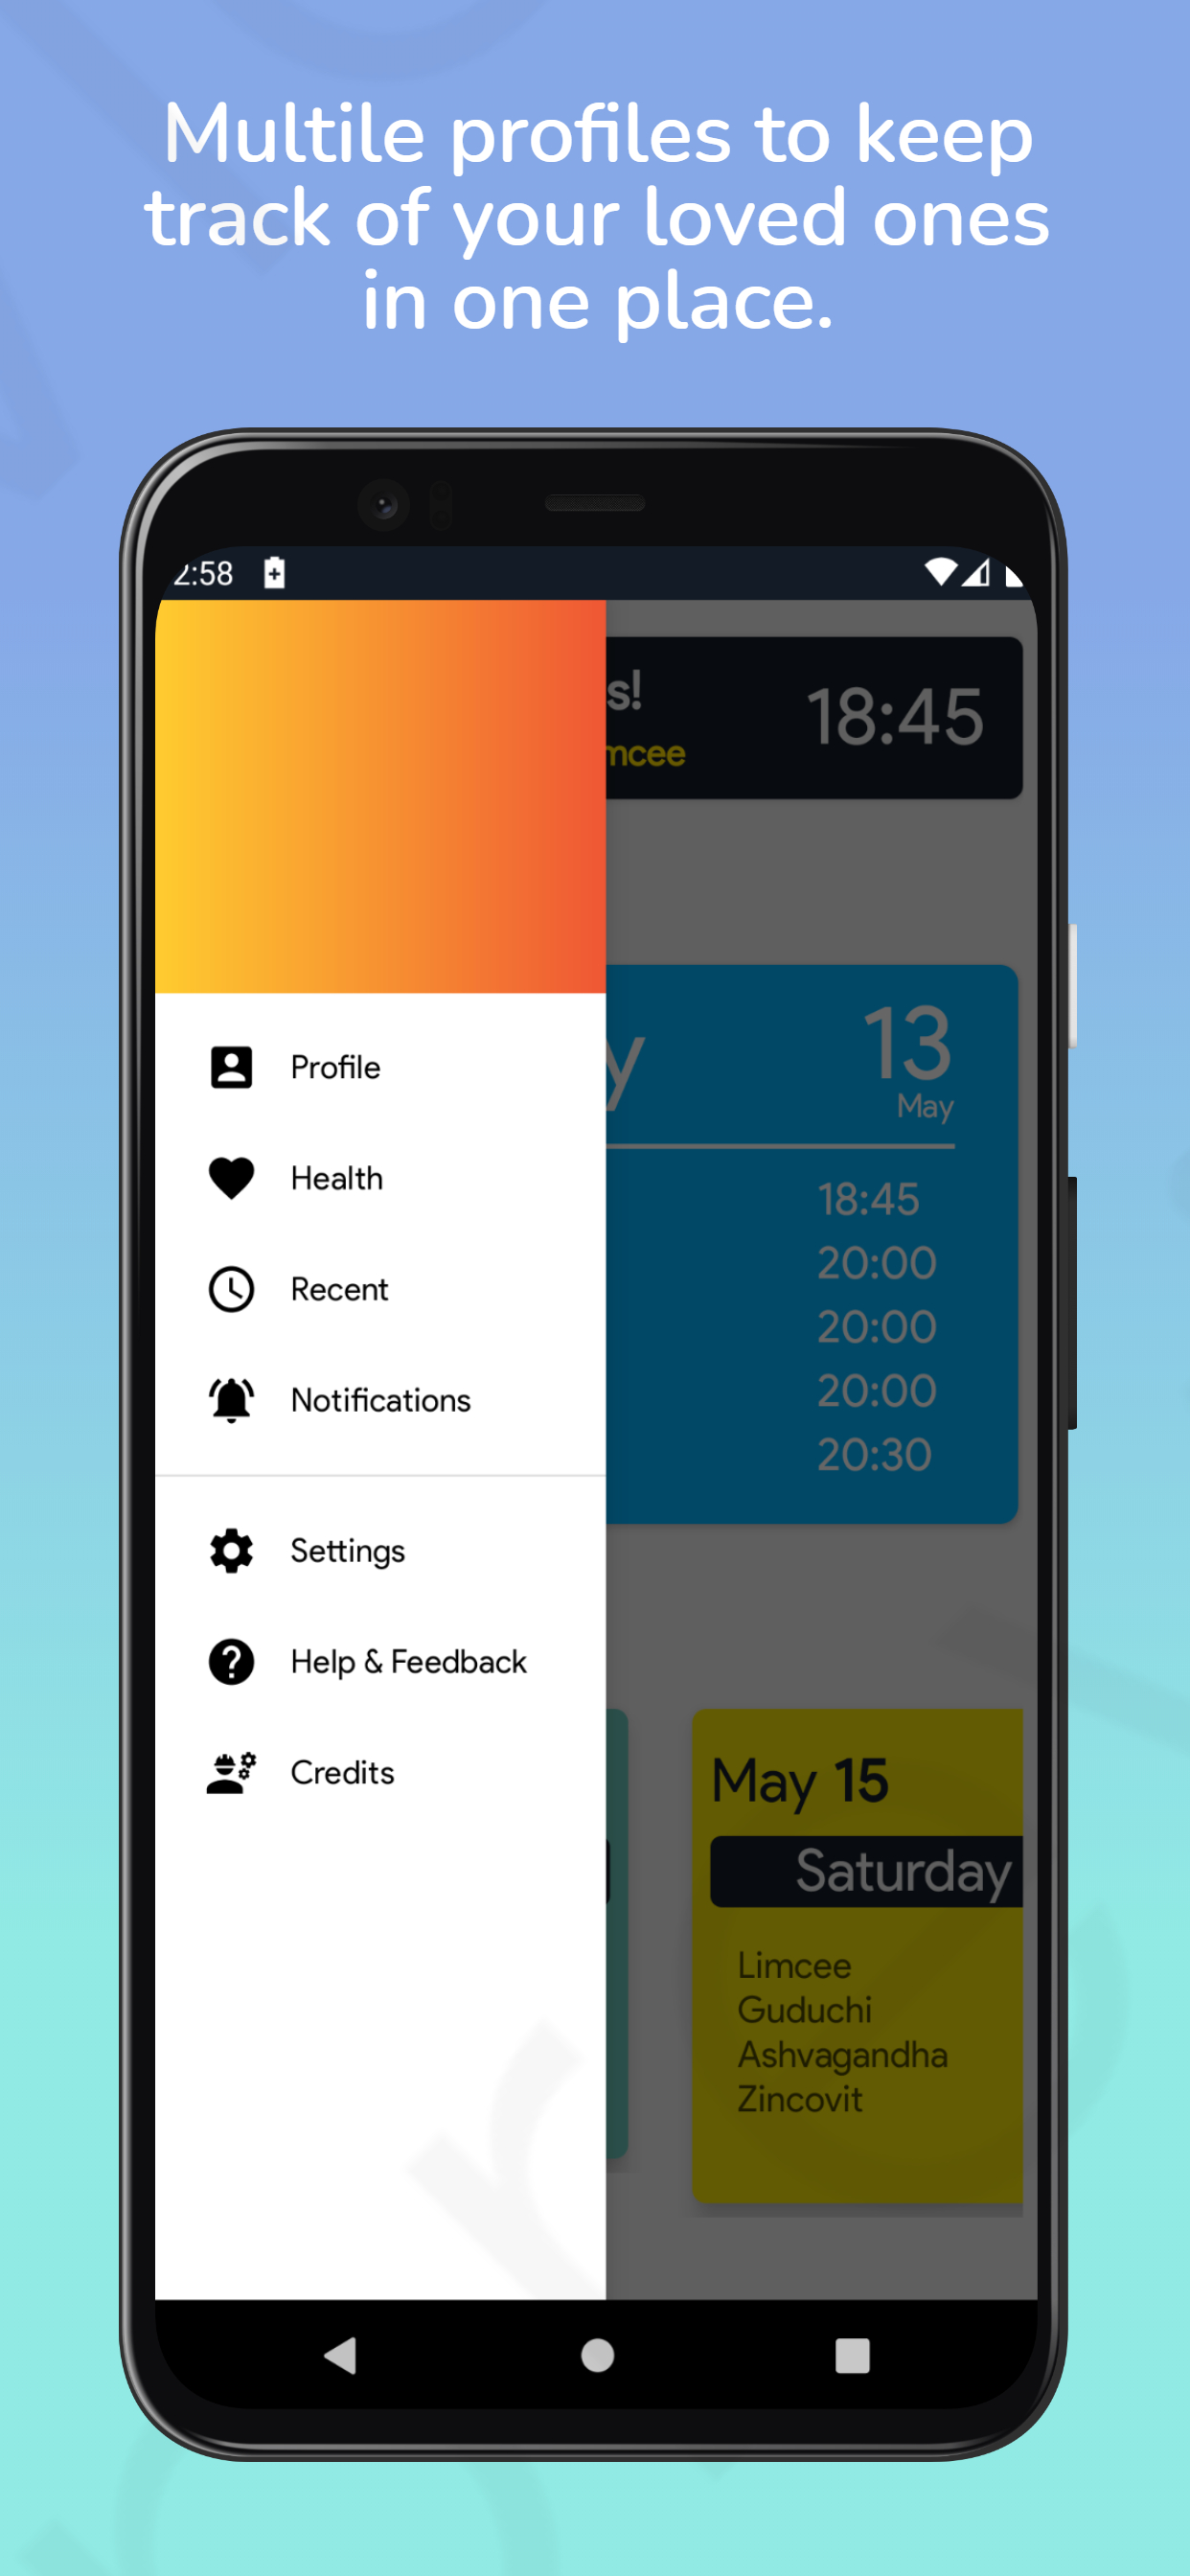 Multile profiles to keep
track of your loved ones
in one place.
2:58
s!
mcee
18:45
Profile
Health
Recent
Notifications
Settings
Help & Feedback
Credits
y
13
May
18:45
20:00
20:00
20:00
20:30
May 15
Saturday
Limcee
Guduchi
Ashvagandha
Zincovit